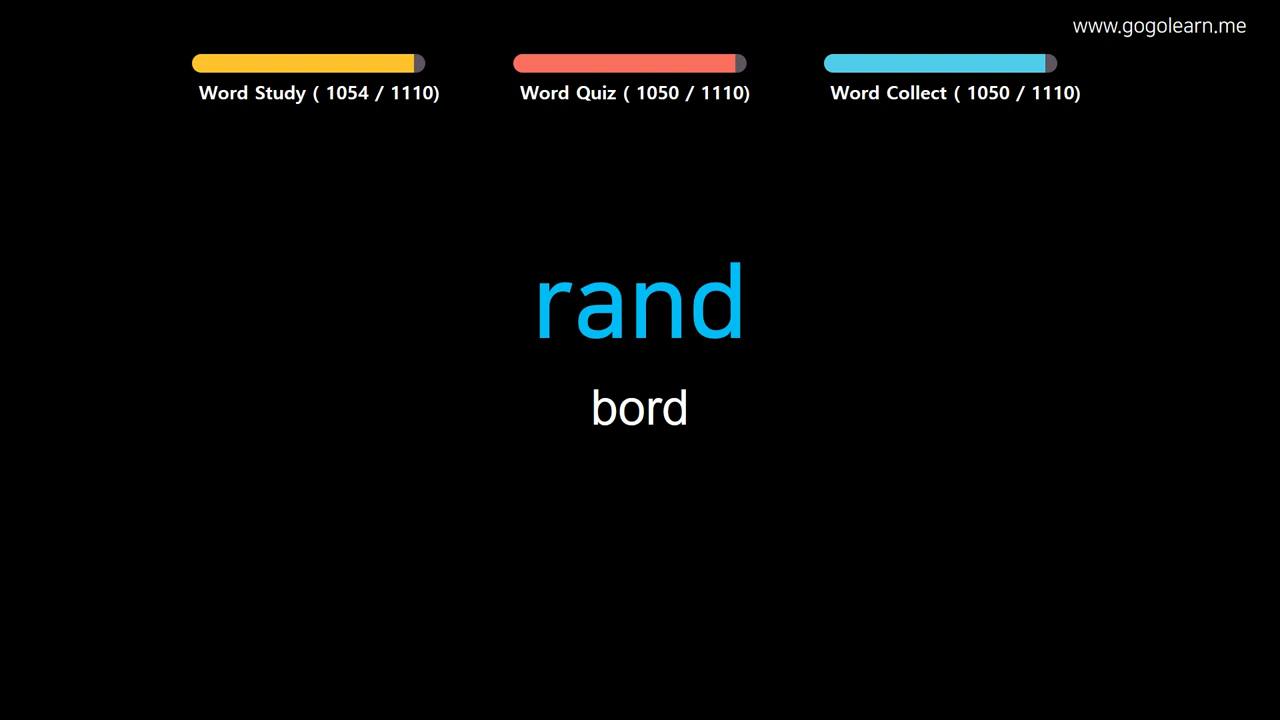 www.gogolearn.me
Word Study ( 1054 / 1110)
Word Quiz ( 1050 / 1110)
Word Collect ( 1050 / 1110)
rand
bord